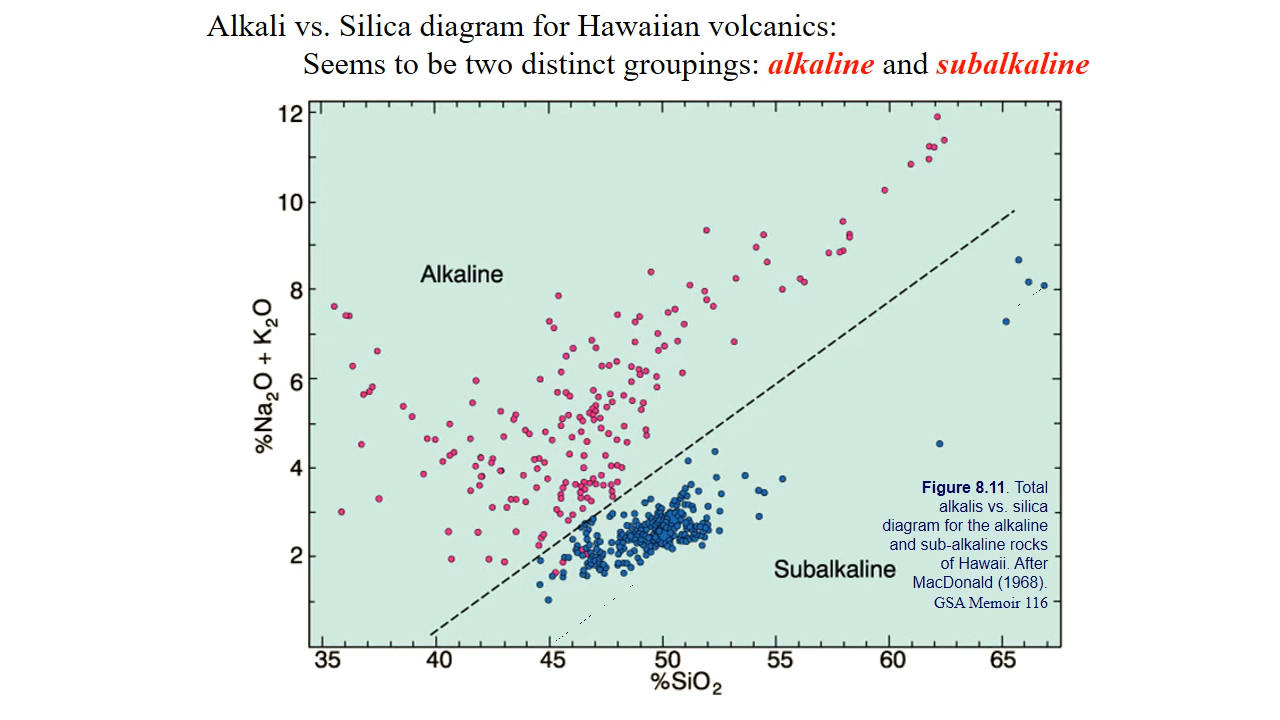 Alkali vs. Silica diagram for Hawaiian volcanics:
Seems to be two distinct groupings: alkaline and subalkaline
12
10
8
6
4
2
%Na₂O + K₂O
Alkaline
Subalkaline
Figure 8.11. Total
alkalis vs. silica
diagram for the alkaline
and sub-alkaline rocks
of Hawaii. After
MacDonald (1968).
GSA Memoir 116
35 40 45 50 55 60 65
%SiO₂